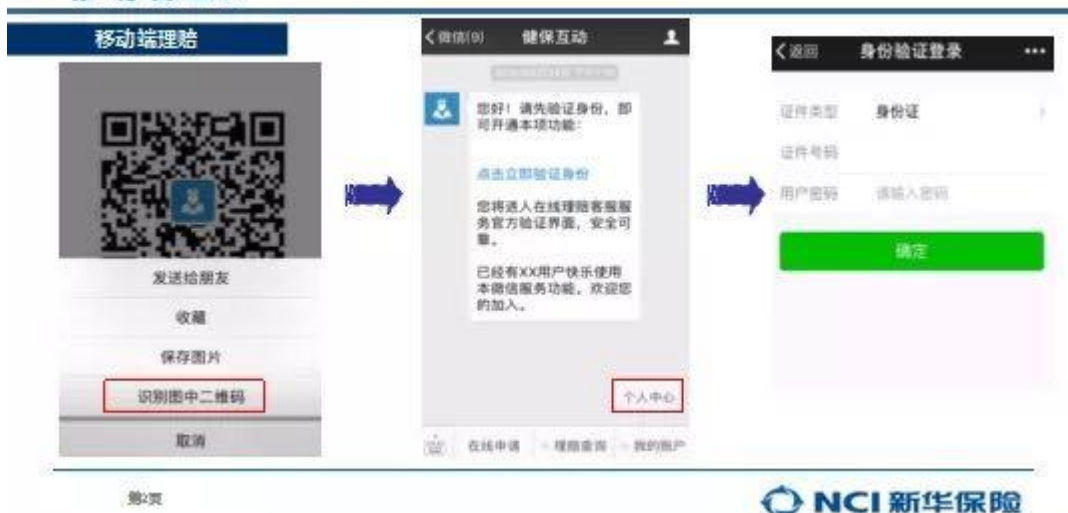 移动端理赔
发送给朋友
收藏
保存图片
识别图中二维码
取消
微信(9)
健保互动
您好！请先验证身份，即
可开通本项功能：
点击立即验证身份
您将进入在线理赔客服服
务官方验证界面，安全可
靠。
已经有XX用户快乐使用
本微信服务功能，欢迎您
的加入。
个人中心
在线申请
理赔查询
我的账户
返回
身份验证登录
证件类型
身份证
证件号码
用户密码
请输入密码
确定
第2页
NCI 新华保险